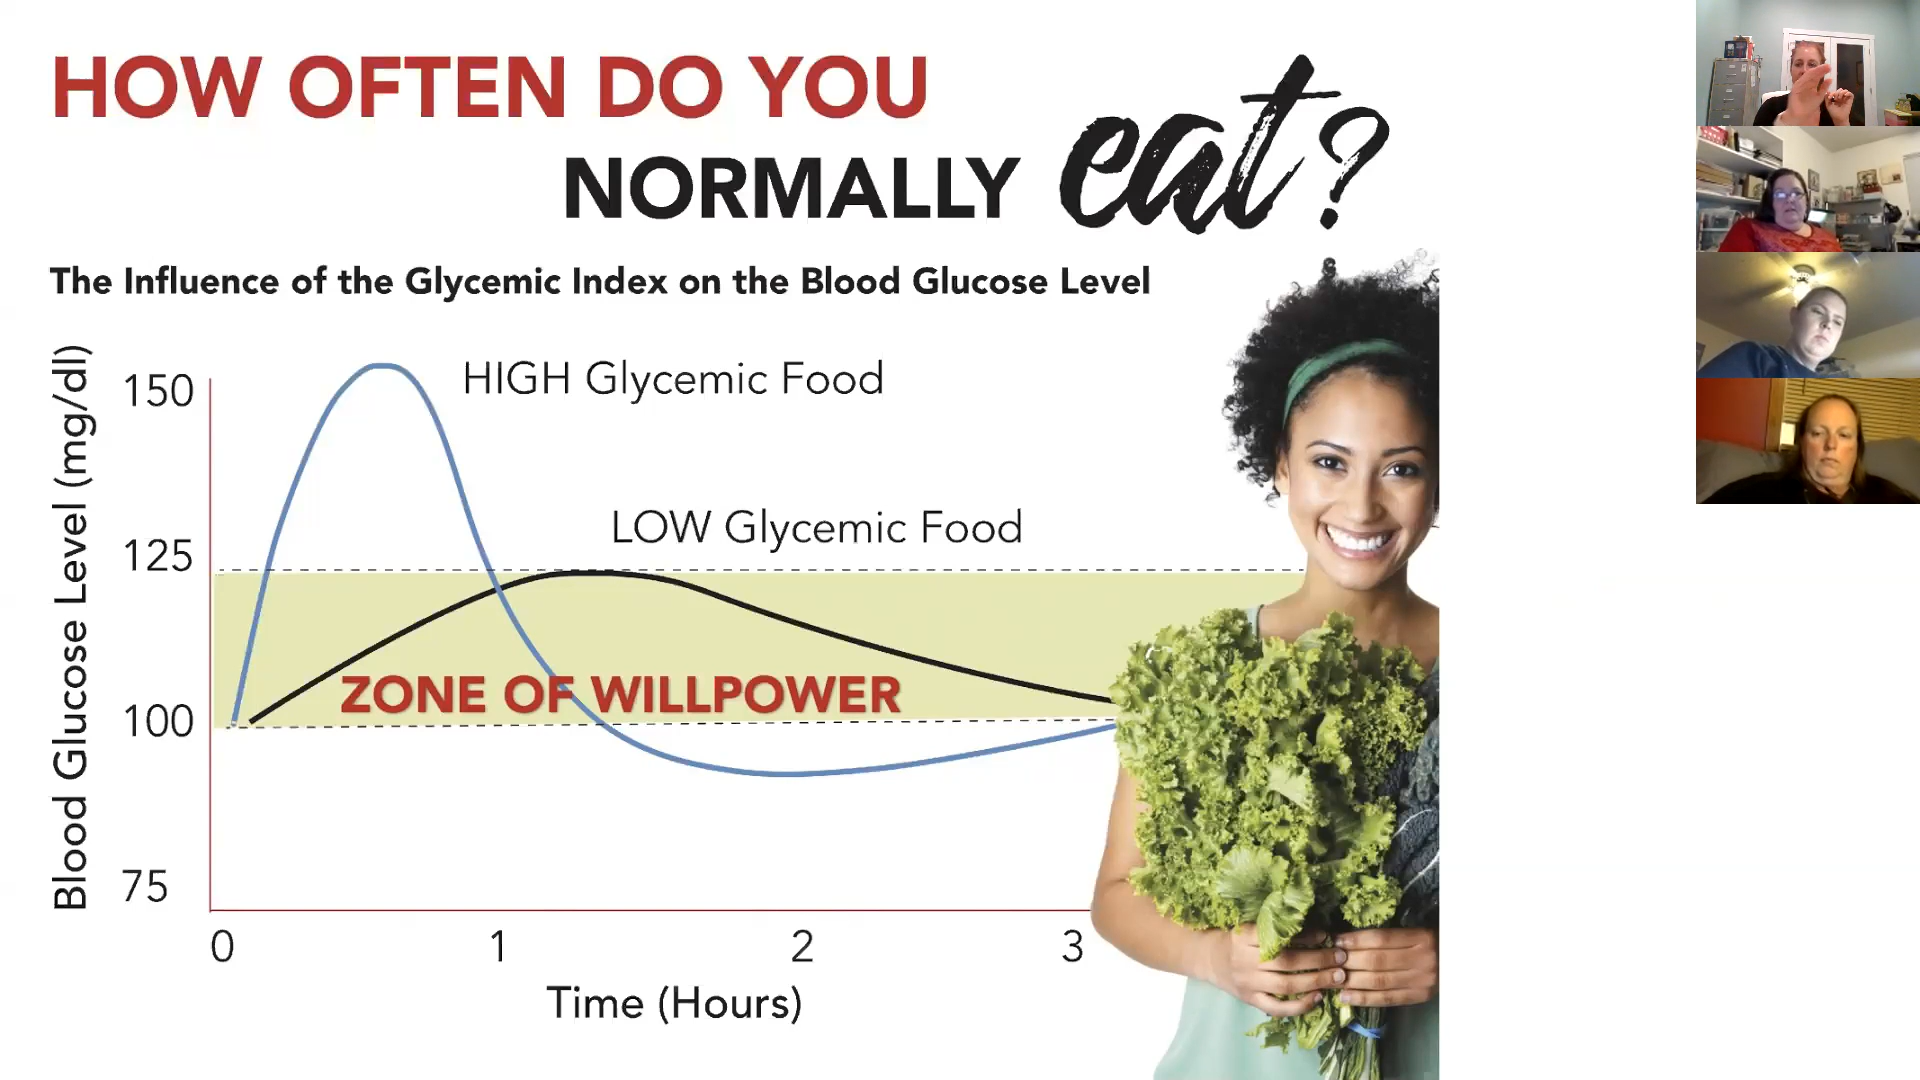 HOW OFTEN DO YOU
NORMALLY eat?
The Influence of the Glycemic Index on the Blood Glucose Level
Blood Glucose Level (mg/dl)
150
125
100
75
HIGH Glycemic Food
LOW Glycemic Food
ZONE OF WILLPOWER
0 1 2 3
Time (Hours)